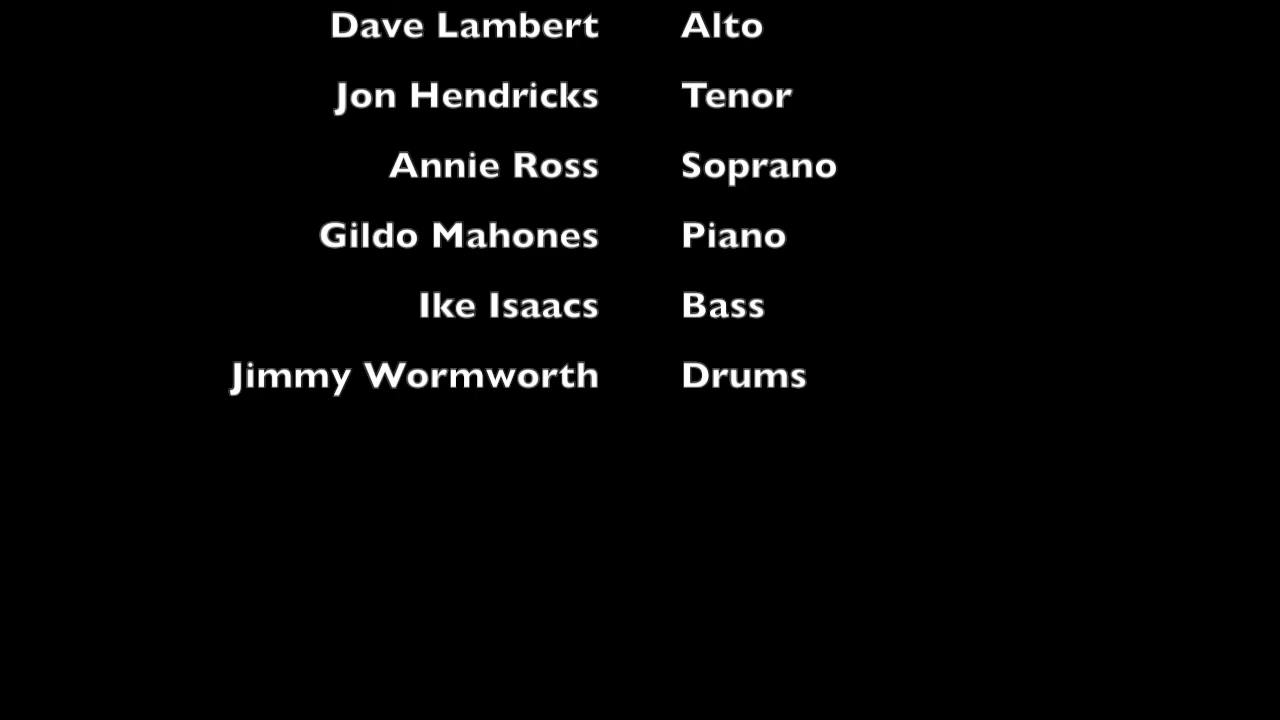 Dave Lambert Alto
Jon Hendricks Tenor
Annie Ross Soprano
Gildo Mahones Piano
Ike Isaacs Bass
Jimmy Wormworth Drums